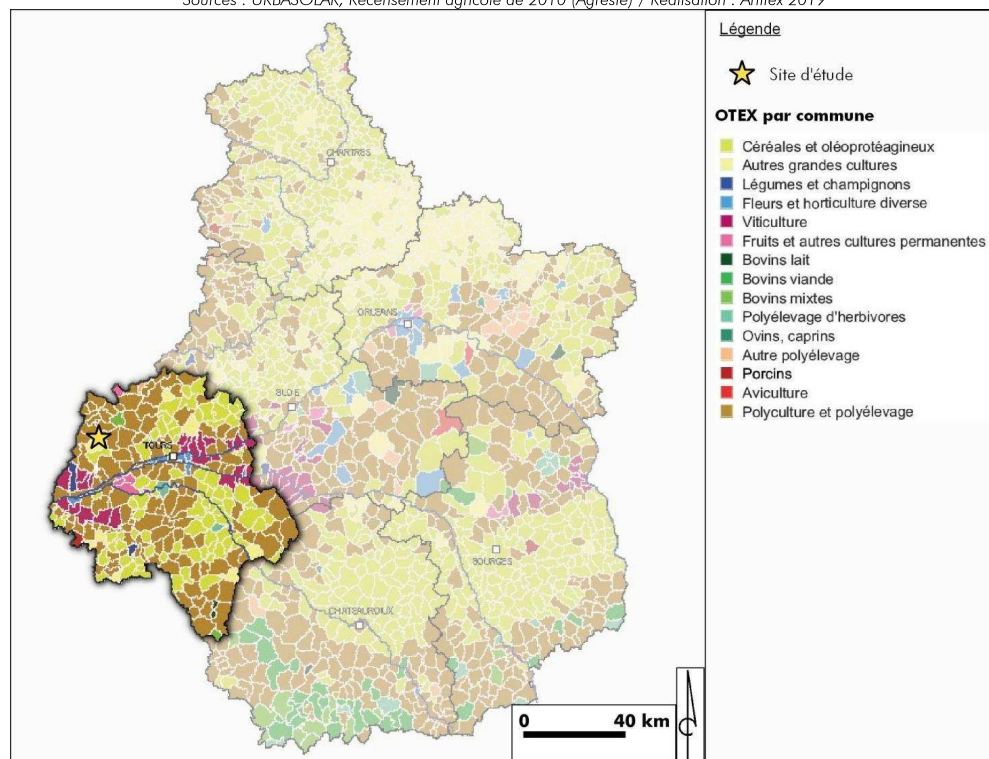 Sources : URBASOLAR, Recensement agricole de 2010 (Agreste) / Réalisation : Artifex 2019
Légende
Site d'étude
OTEX par commune
Céréales et oléoprotéagineux
Autres grandes cultures
Légumes et champignons
Fleurs et horticulture diverse
Viticulture
Fruits et autres cultures permanentes
Bovins lait
Bovins viande
Bovins mixtes
Polyélevage d'herbivores
Ovins, caprins
Autre polyélevage
Porcins
Aviculture
Polyculture et polyélevage
CHARTRES
ORLEANS
BLOIS
TOURS
BOURGES
CHATEAUROUX
0 40 km